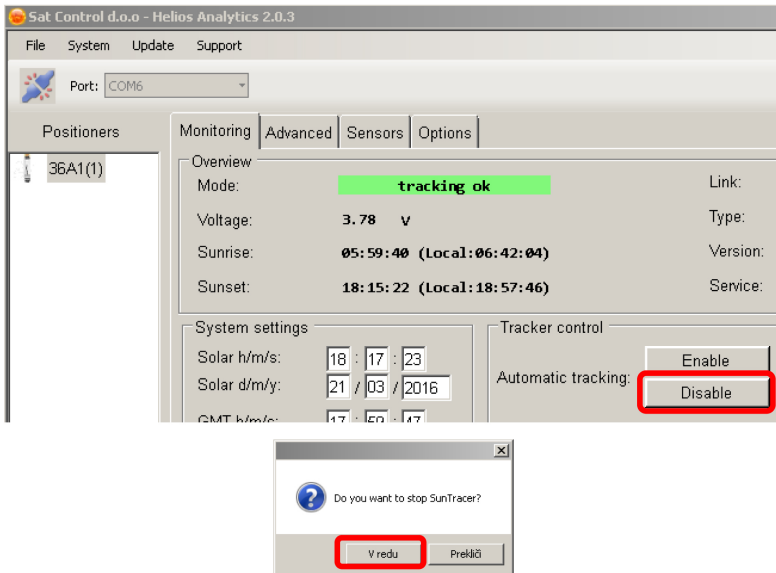 Sat Control d.o.o - Helios Analytics 2.0.3
File System Update Support
Port: COM6
Positioners
36A1(1)
Monitoring Advanced Sensors Options
Overview
Mode: tracking ok Link:
Voltage: 3.78 V Type:
Sunrise: 05:59:40 (Local:06:42:04) Version:
Sunset: 18:15:22 (Local:18:57:46) Service:
System settings
Solar h/m/s: 18 : 17 : 23
Solar d/m/y: 21 / 03 / 2016
GMT h/m/s: 17 : 59 : 47
Tracker control
Automatic tracking: Enable
Disable
Do you want to stop SunTracer?
V redu Prekliči